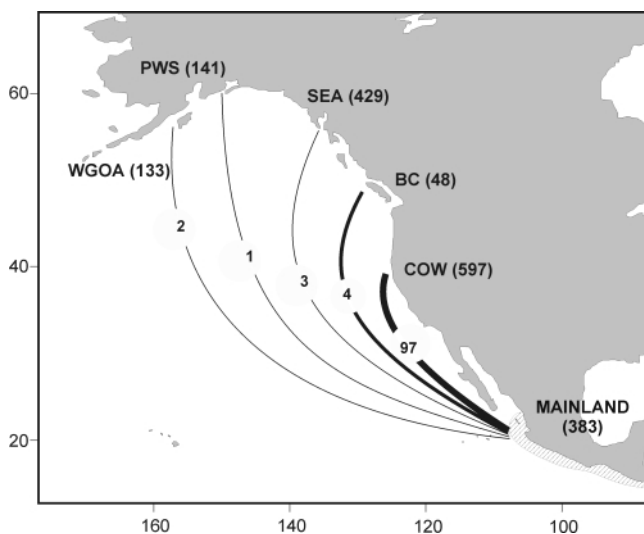 PWS (141)
60
SEA (429)
WGOA (133)
BC (48)
2
1
40
3
COW (597)
4
97
MAINLAND
(383)
20
160
140
120
100